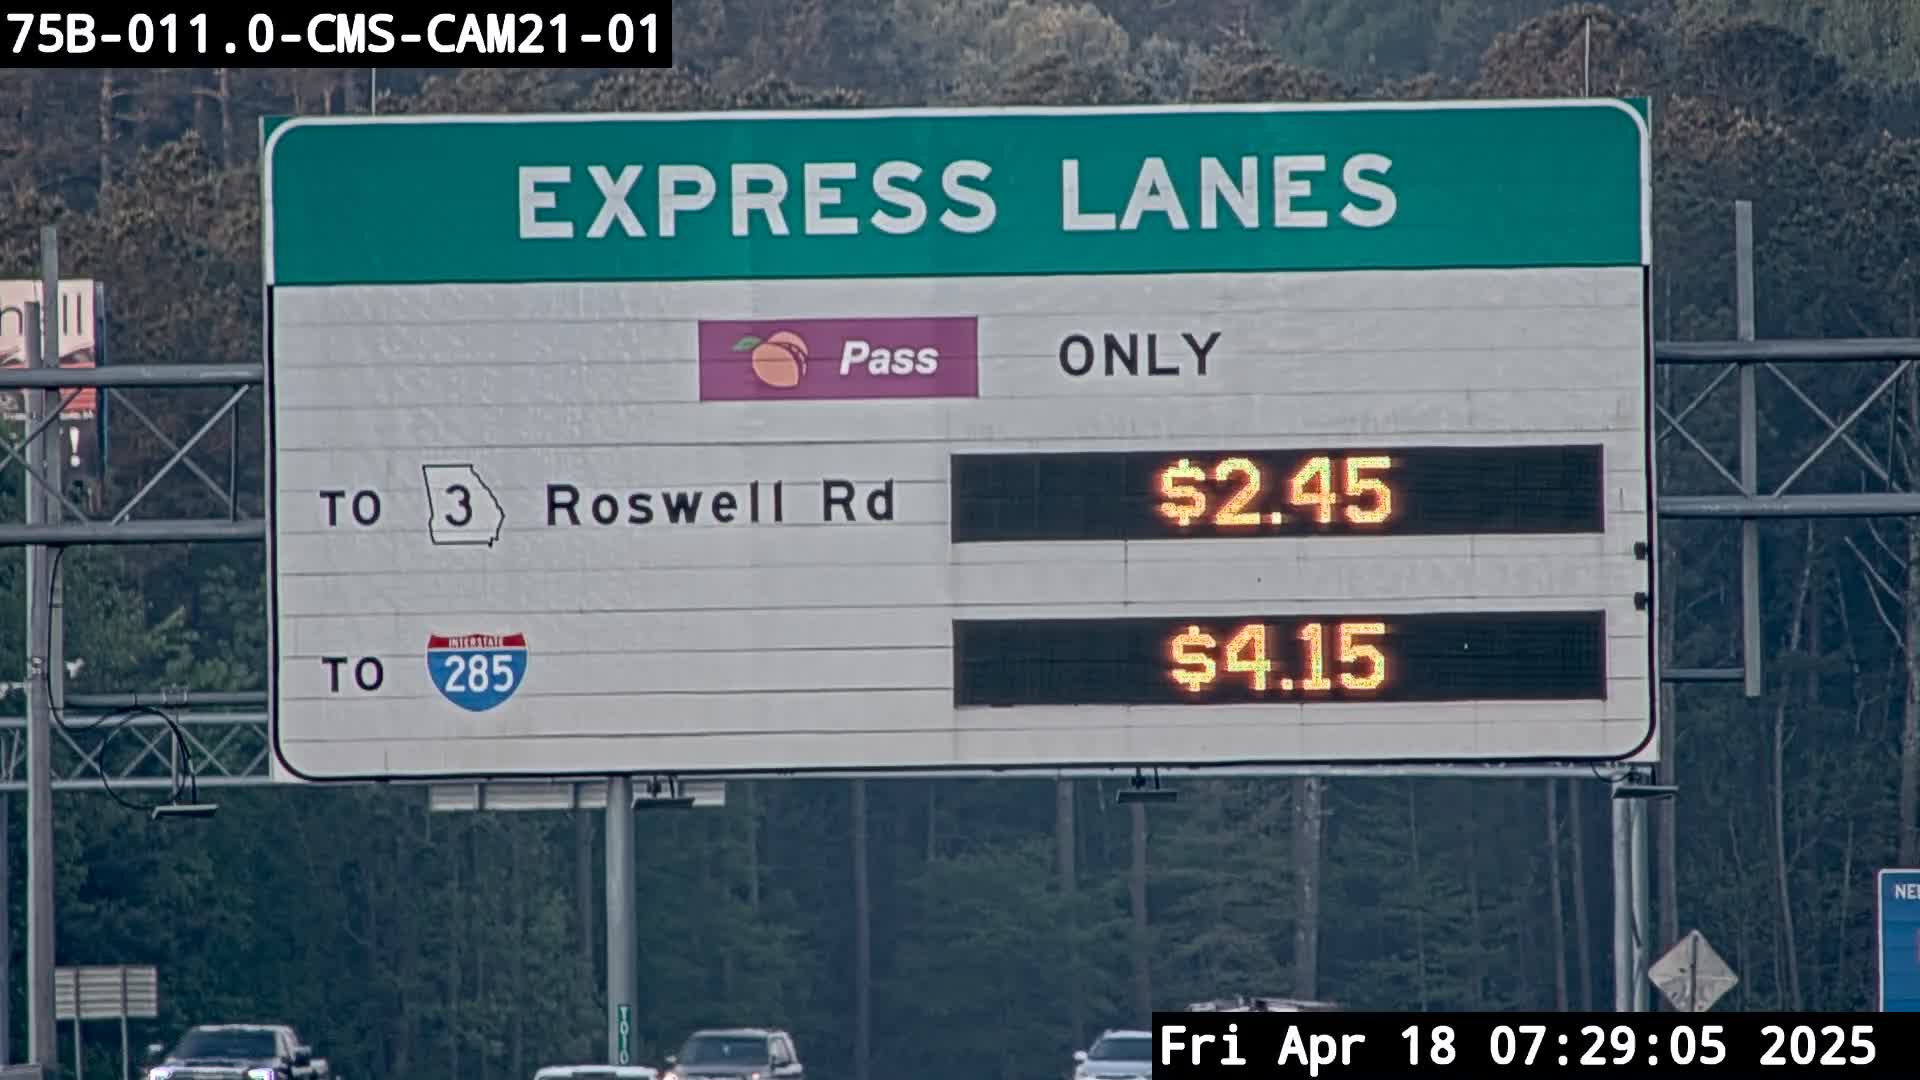 75B-011.0-CMS-CAM21-01
EXPRESS LANES
Pass ONLY
TO 3 Roswell Rd $2.45
TO INTERSTATE 285 $4.15
Fri Apr 18 07:29:05 2025